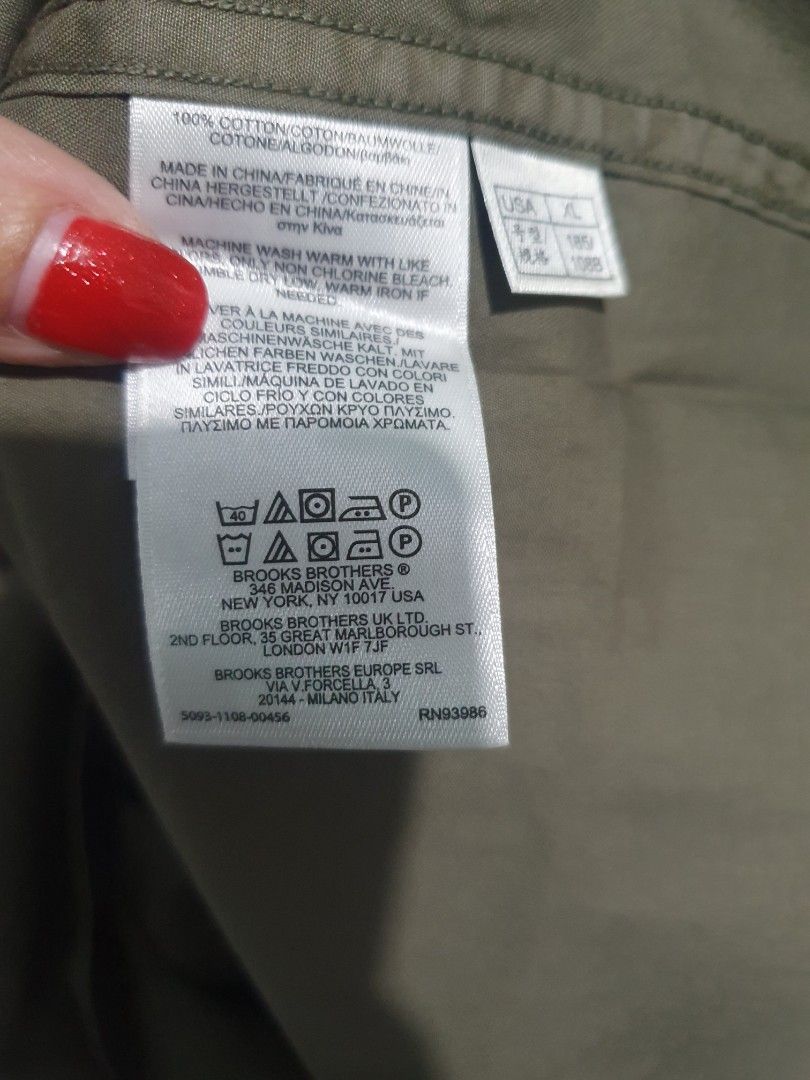 100% COTTON/COTON/BAUMWOLLE/
COTONE/ALGODON/βαμβάκι
MADE IN CHINA/FABRIQUÉ EN CHINE/IN
CHINA HERGESTELLT /CONFEZIONATO IN
CINA/HECHO EN CHINA/Κατασκευάζεται
στην Κίνα
MACHINE WASH WARM WITH LIKE
ONLY NON CHLORINE BLEACH.
DRY LOW, WARM IRON IF
NEEDED.
À LA MACHINE AVEC DES
COULEURS SIMILAIRES./
KALT. MIT
FARBEN WASCHEN./LAVARE
IN LAVATRICE FREDDO CON COLORI
SIMILI./MÁQUINA DE LAVADO EN
CICLO FRÍO Y CON COLORES
SIMILARES./ΡΟΥΧΩΝ ΚΡΥΟ ΠΛΥΣΙΜΟ.
ΠΛΥΣΙΜΟ ΜΕ ΠΑΡΟΜΟΙΑ ΧΡΩΜΑΤΑ.
40 P
P
BROOKS BROTHERS ®
346 MADISON AVE.
NEW YORK, NY 10017 USA
BROOKS BROTHERS UK LTD.
2ND FLOOR, 35 GREAT MARLBOROUGH ST.,
LONDON W1F 7JF
BROOKS BROTHERS EUROPE SRL
VIA V.FORCELLA, 3
20144 - MILANO ITALY
5093-1108-00456 RN93986
USA XL
호칭 185/
规格 108B